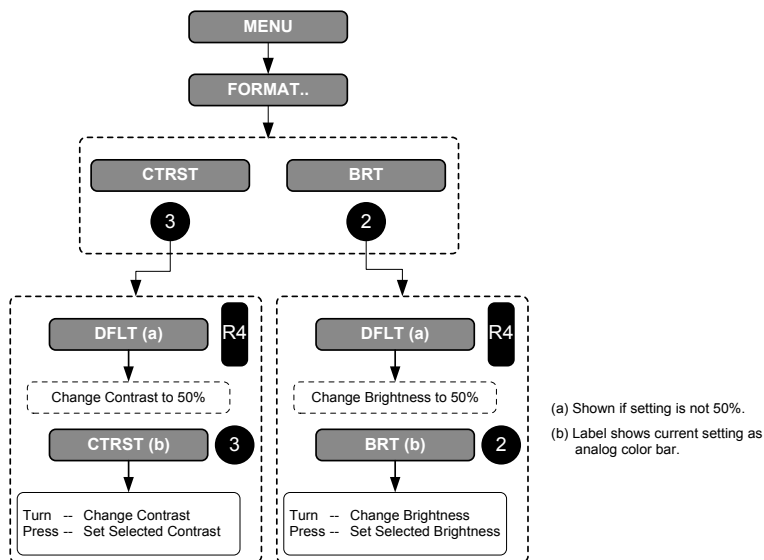 MENU
FORMAT..
CTRST
BRT
3
2
DFLT (a)
R4
Change Contrast to 50%
CTRST (b)
3
Turn -- Change Contrast
Press -- Set Selected Contrast
DFLT (a)
R4
Change Brightness to 50%
BRT (b)
2
Turn -- Change Brightness
Press -- Set Selected Brightness
(a) Shown if setting is not 50%.
(b) Label shows current setting as
analog color bar.